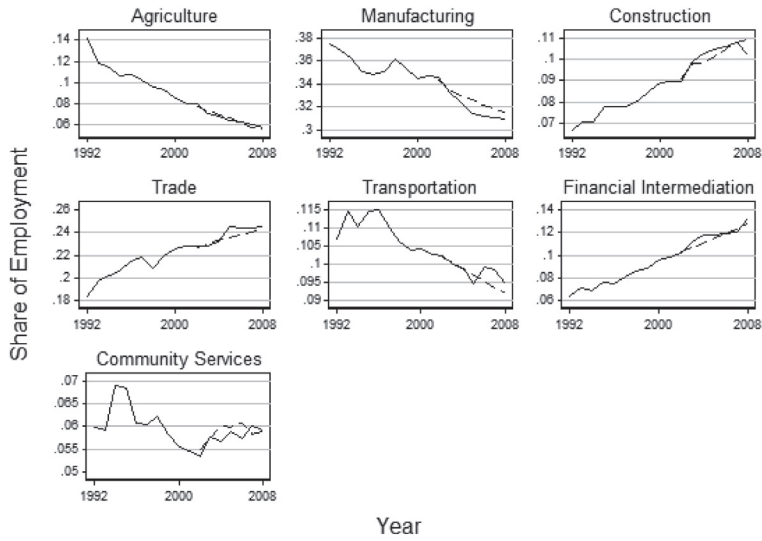 Share of Employment
Agriculture
.14
.12
.1
.08
.06
1992 2000 2008
Manufacturing
.38
.36
.34
.32
.3
1992 2000 2008
Construction
.11
.1
.09
.08
.07
1992 2000 2008
Trade
.26
.24
.22
.2
.18
1992 2000 2008
Transportation
.115
.11
.105
.1
.095
.09
1992 2000 2008
Financial Intermediation
.14
.12
.1
.08
.06
1992 2000 2008
Community Services
.07
.065
.06
.055
.05
1992 2000 2008
Year